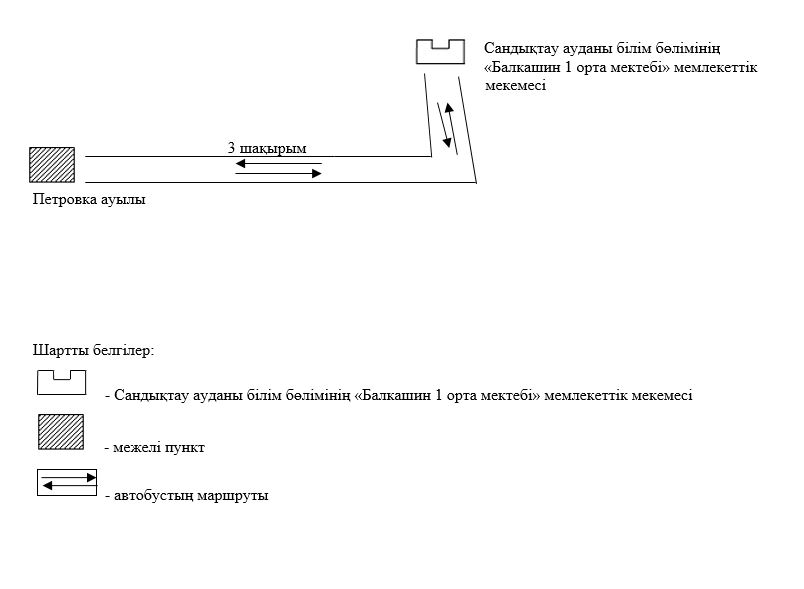 Сандықтау ауданы білім бөлімінің
«Балкашин 1 орта мектебі» мемлекеттік
мекемесі
3 шақырым
Петровка ауылы
Шартты белгілер:
- Сандықтау ауданы білім бөлімінің «Балкашин 1 орта мектебі» мемлекеттік мекемесі
- межелі пункт
- автобустың маршруты